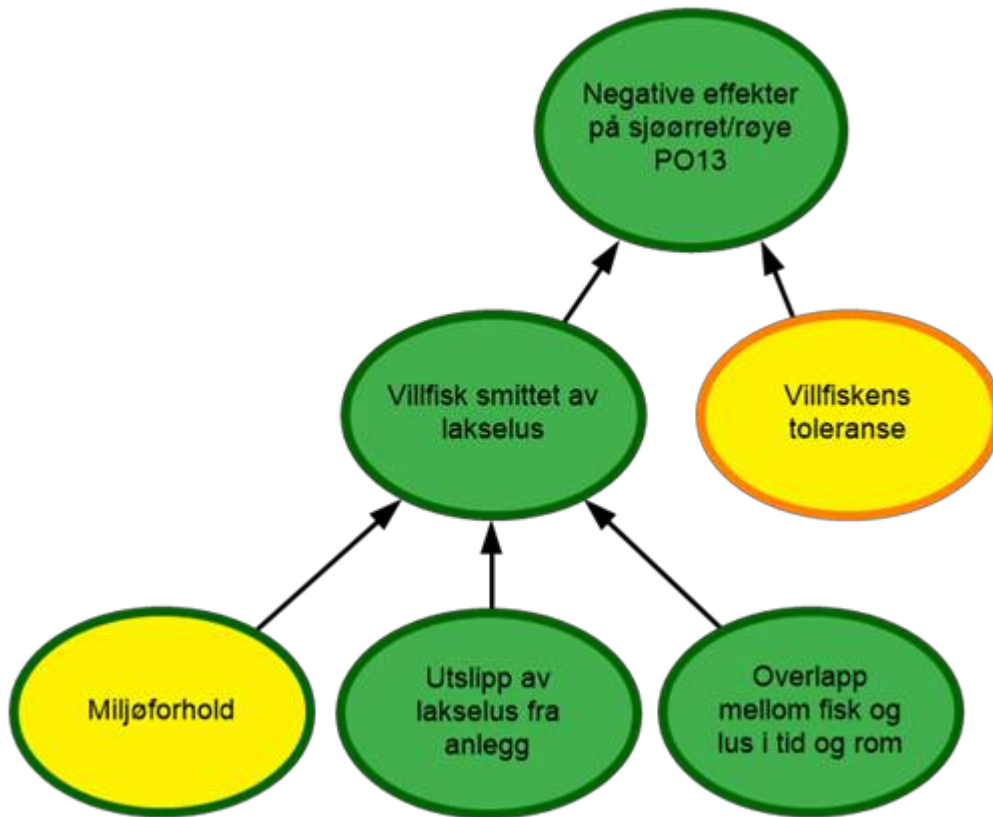 Negative effekter
på sjøørret/røye
PO13
Villfisk smittet av
lakselus
Villfiskens
toleranse
Miljøforhold
Utslipp av
lakselus fra
anlegg
Overlapp
mellom fisk og
lus i tid og rom